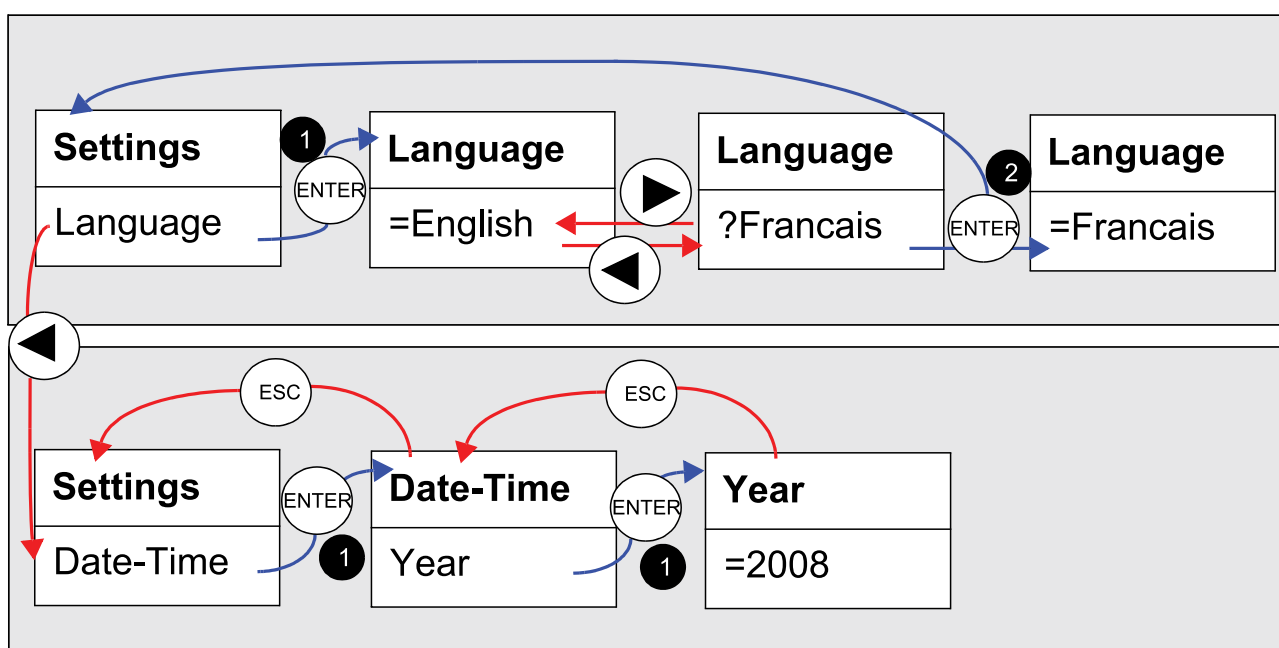 Settings
Language
1
ENTER
Language
=English
Language
?Francais
2
ENTER
Language
=Francais
ESC
ESC
Settings
Date-Time
ENTER
1
Date-Time
Year
ENTER
1
Year
=2008